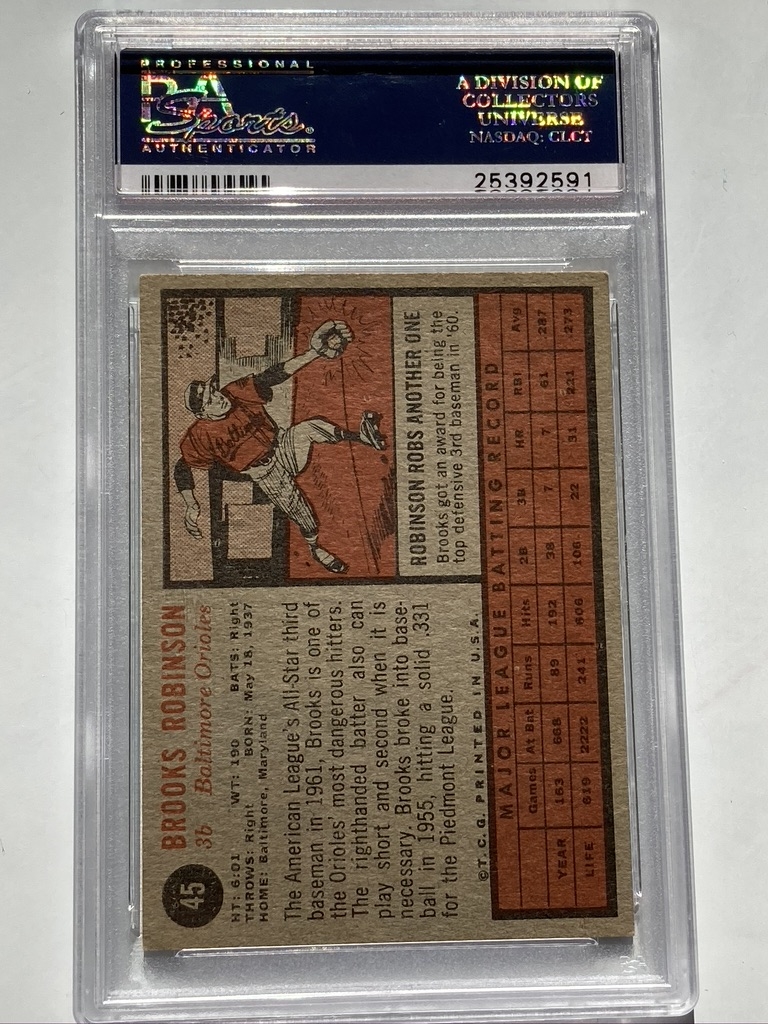 PROFESSIONAL
PSA
Sports.
AUTHENTICATOR
A DIVISION OF
COLLECTORS
UNIVERSE
NASDAQ: CLCT
25392591
45
BROOKS ROBINSON
3b Baltimore Orioles
HT: 6:01 WT: 190 BATS: Right
THROWS: Right BORN: May 18, 1937
HOME: Baltimore, Maryland
The American League's All-Star third
baseman in 1961, Brooks is one of
the Orioles' most dangerous hitters.
The righthanded batter also can
play short and second when it is
necessary. Brooks broke into base-
ball in 1955, hitting a solid .331
for the Piedmont League.
©T. C. G. PRINTED IN U.S.A.
Baltimore
ROBINSON ROBS ANOTHER ONE
Brooks got an award for being the
top defensive 3rd baseman in '60.
MAJOR LEAGUE BATTING RECORD
Games At Bat Runs Hits 2B 3B HR RBI Avg
YEAR 163 668 89 192 38 7 7 61 287
LIFE 619 2222 241 606 106 22 31 221 273